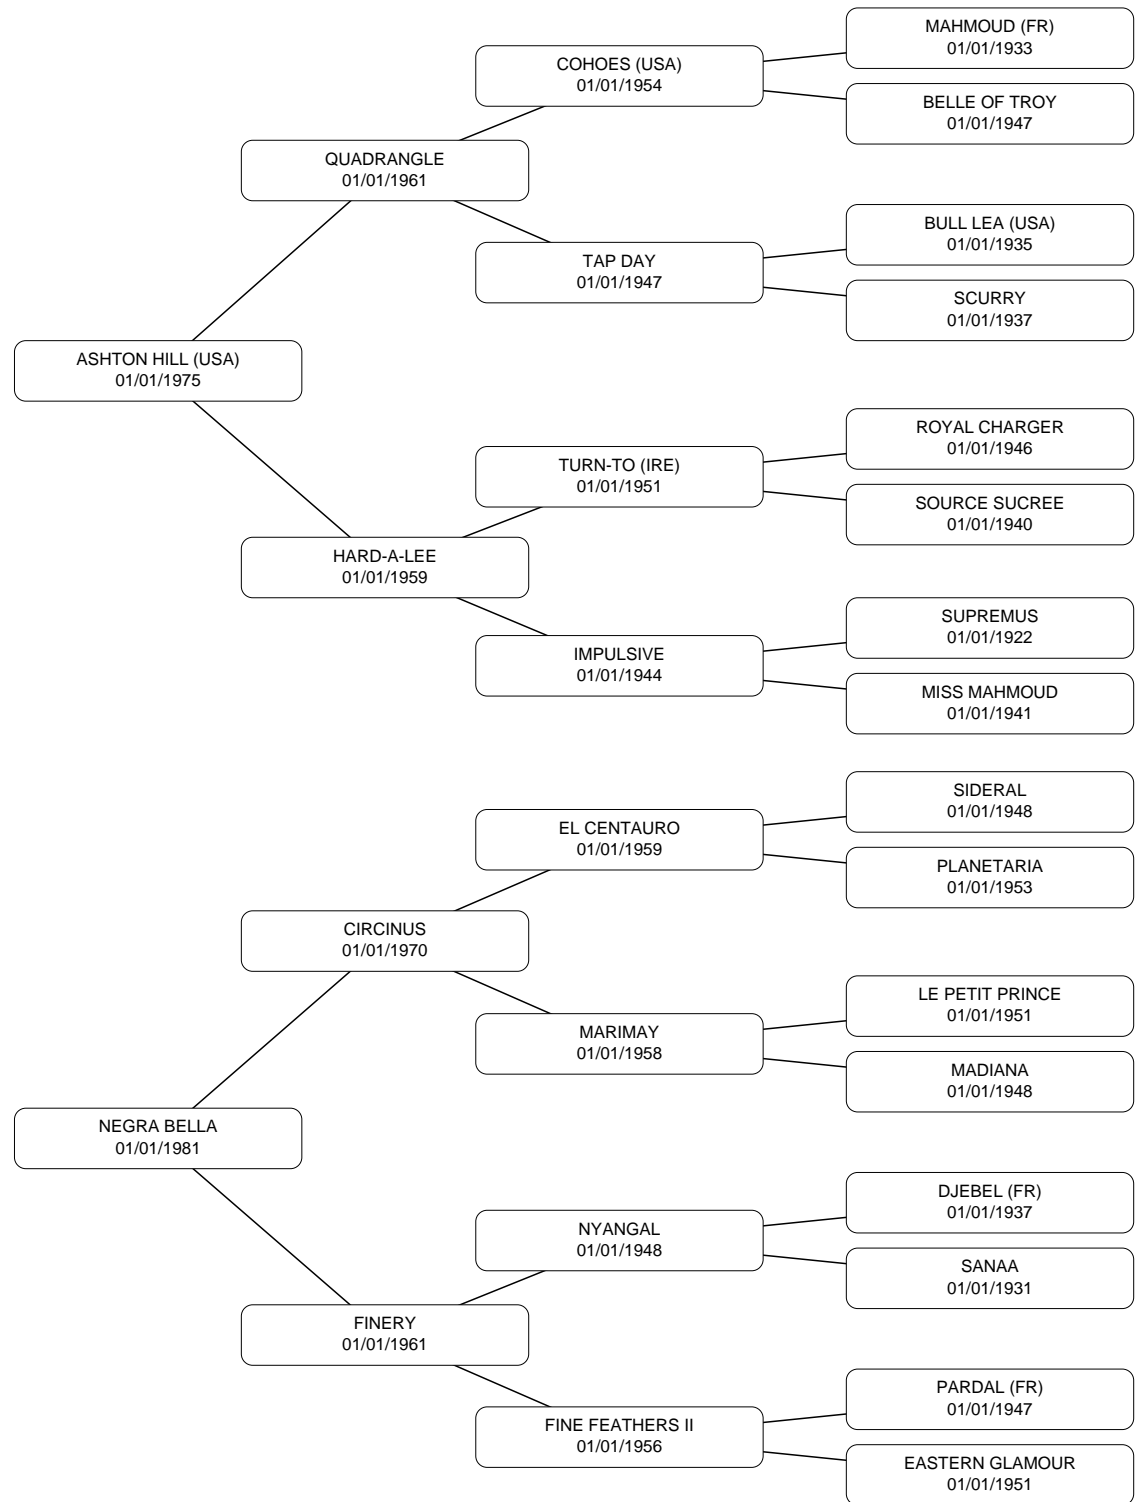 MAHMOUD (FR)
01/01/1933
COHOES (USA)
01/01/1954
BELLE OF TROY
01/01/1947
QUADRANGLE
01/01/1961
BULL LEA (USA)
01/01/1935
TAP DAY
01/01/1947
SCURRY
01/01/1937
ASHTON HILL (USA)
01/01/1975
ROYAL CHARGER
01/01/1946
TURN-TO (IRE)
01/01/1951
SOURCE SUCREE
01/01/1940
HARD-A-LEE
01/01/1959
SUPREMUS
01/01/1922
IMPULSIVE
01/01/1944
MISS MAHMOUD
01/01/1941
SIDERAL
01/01/1948
EL CENTAURO
01/01/1959
PLANETARIA
01/01/1953
CIRCINUS
01/01/1970
LE PETIT PRINCE
01/01/1951
MARIMAY
01/01/1958
MADIANA
01/01/1948
NEGRA BELLA
01/01/1981
DJEBEL (FR)
01/01/1937
NYANGAL
01/01/1948
SANAA
01/01/1931
FINERY
01/01/1961
PARDAL (FR)
01/01/1947
FINE FEATHERS II
01/01/1956
EASTERN GLAMOUR
01/01/1951